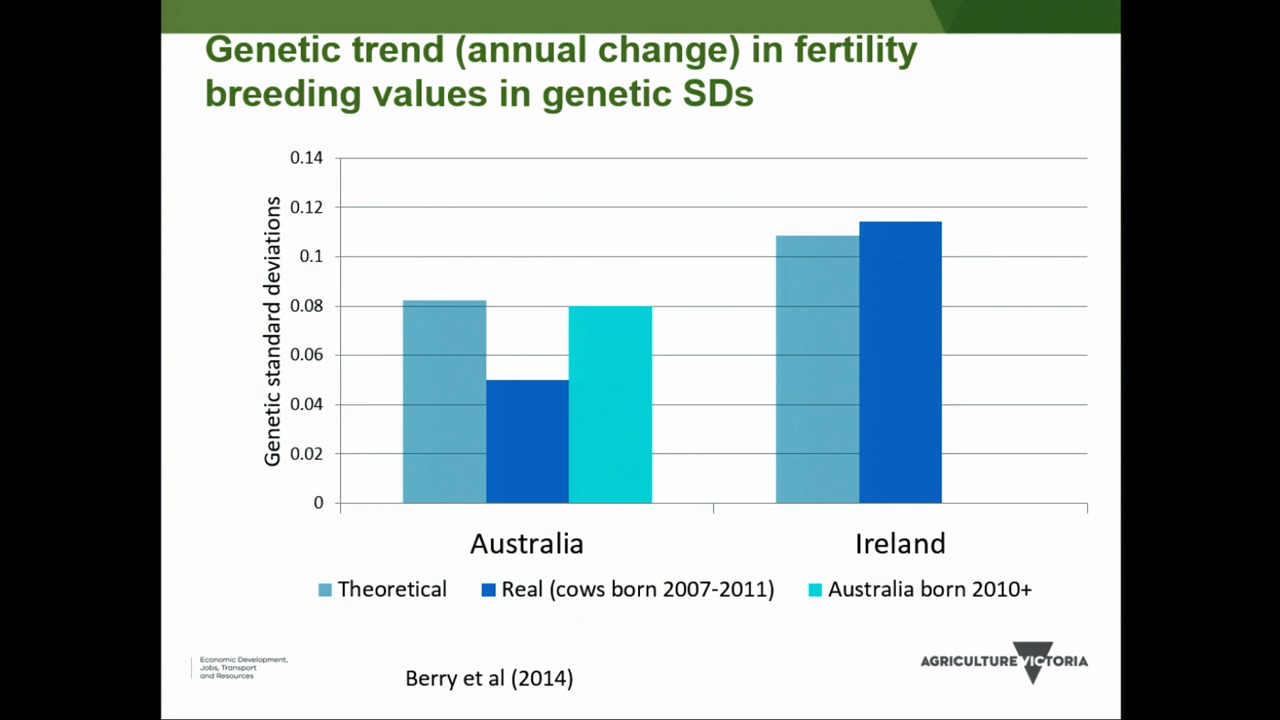 Genetic trend (annual change) in fertility
breeding values in genetic SDs
Genetic standard deviations
0.14
0.12
0.1
0.08
0.06
0.04
0.02
0
Australia
Ireland
Theoretical
Real (cows born 2007-2011)
Australia born 2010+
Economic Development,
Jobs, Transport
and Resources
Berry et al (2014)
AGRICULTURE VICTORIA